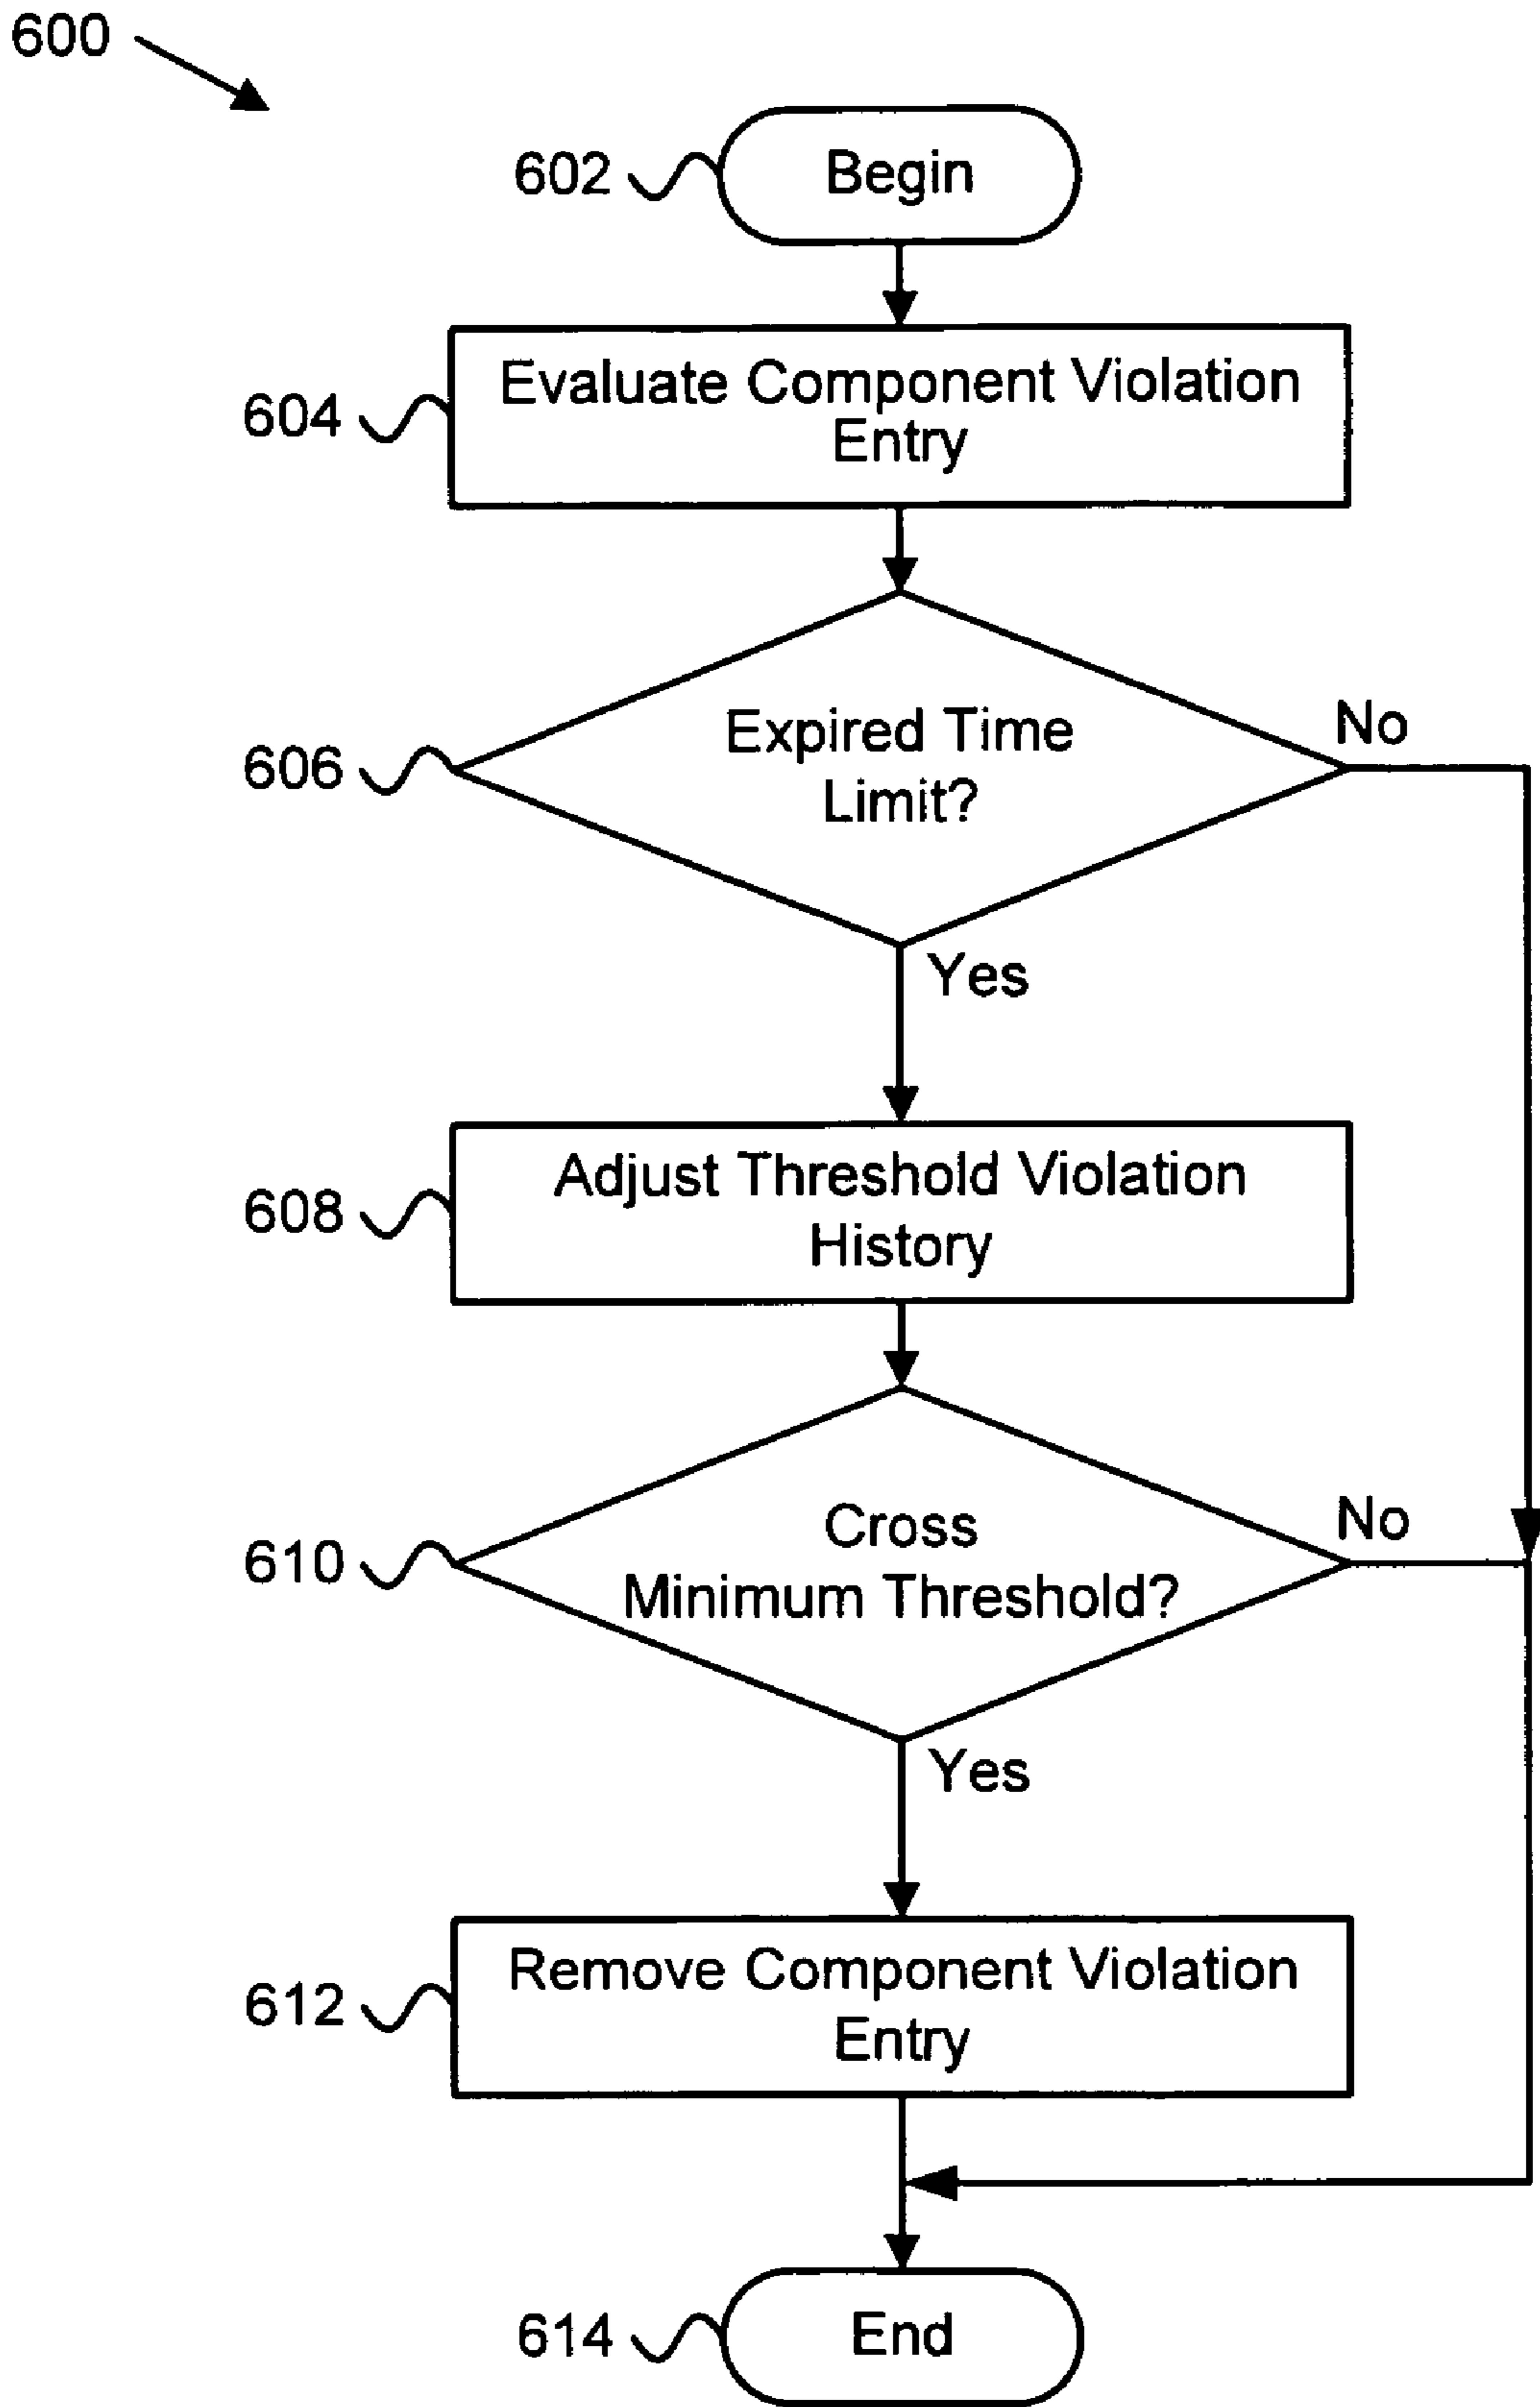 600
602
Begin
604
Evaluate Component Violation
Entry
606
Expired Time
Limit?
No
Yes
608
Adjust Threshold Violation
History
610
Cross
Minimum Threshold?
No
Yes
612
Remove Component Violation
Entry
614
End